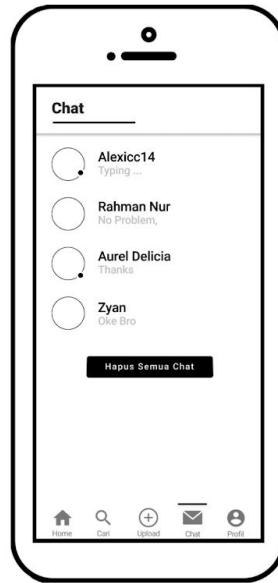 Chat
Alexicc14
Typing ...
Rahman Nur
No Problem,
Aurel Delicia
Thanks
Zyan
Oke Bro
Hapus Semua Chat
Home Cari Upload Chat Profil